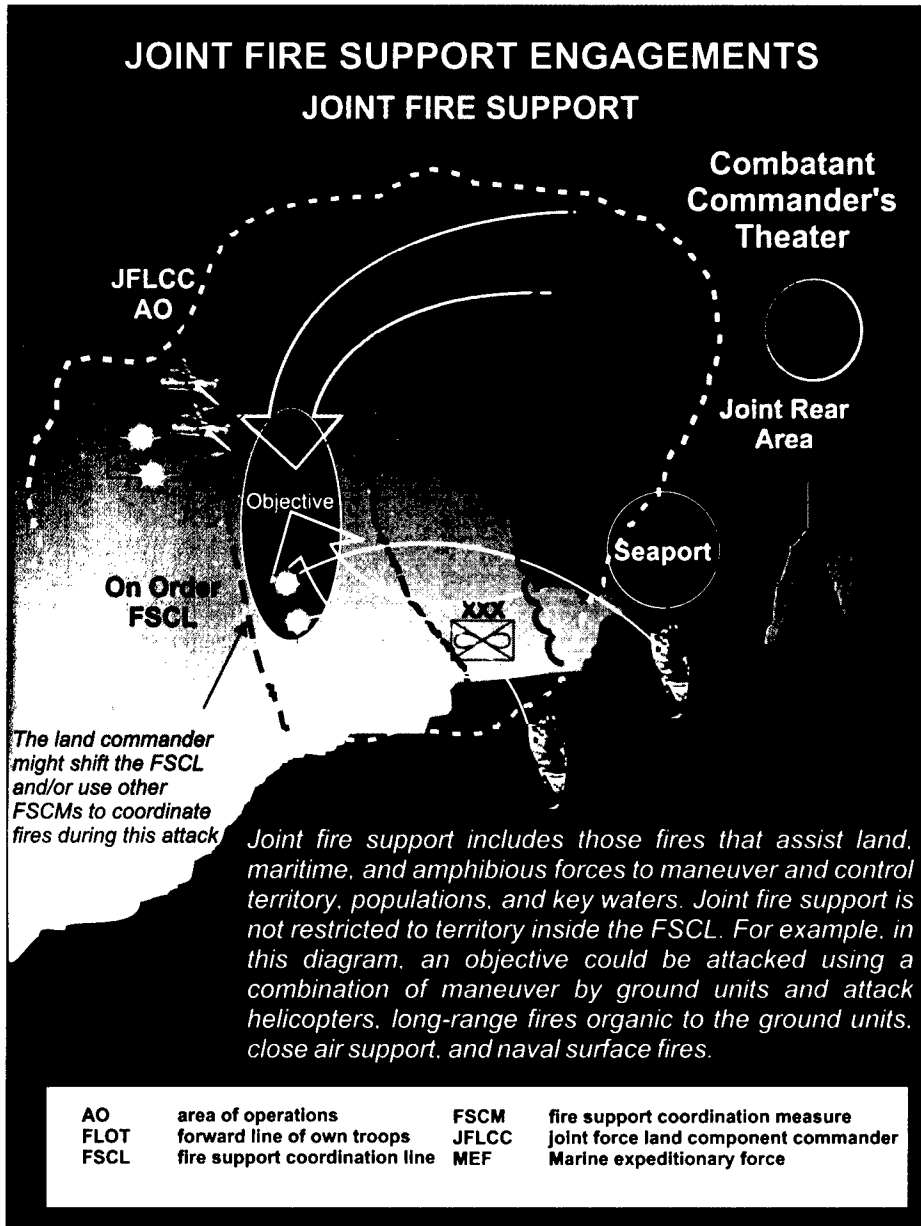 JOINT FIRE SUPPORT ENGAGEMENTS
JOINT FIRE SUPPORT
Combatant
Commander's
Theater
JFLCC
AO
Joint Rear
Area
Objective
Seaport
On Order
FSCL
XXX
The land commander
might shift the FSCL
and/or use other
FSCMs to coordinate
fires during this attack
Joint fire support includes those fires that assist land,
maritime, and amphibious forces to maneuver and control
territory, populations, and key waters. Joint fire support is
not restricted to territory inside the FSCL. For example, in
this diagram, an objective could be attacked using a
combination of maneuver by ground units and attack
helicopters, long-range fires organic to the ground units,
close air support, and naval surface fires.
AO area of operations
FLOT forward line of own troops
FSCL fire support coordination line
FSCM fire support coordination measure
JFLCC joint force land component commander
MEF Marine expeditionary force